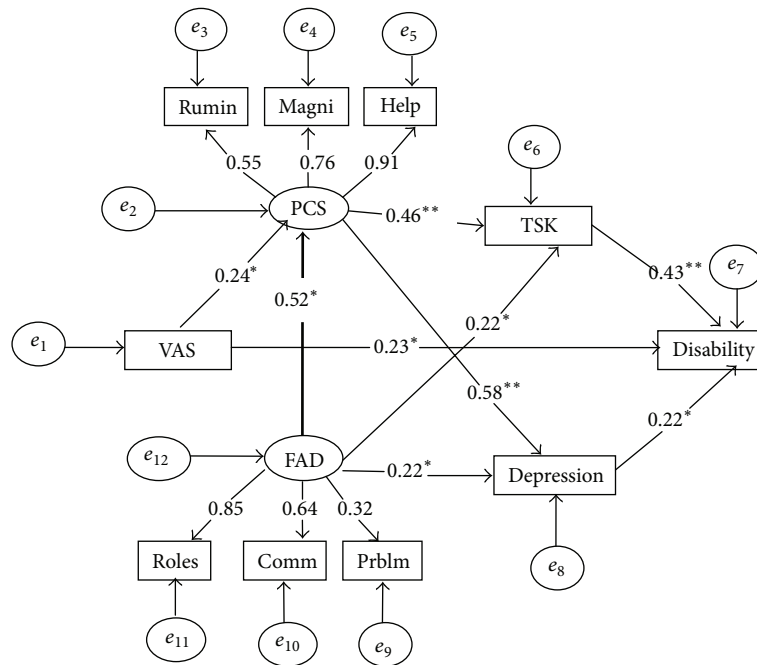 e3
e4
e5
Rumin
Magni
Help
e6
0.55
0.76
0.91
e2
PCS
0.46**
TSK
0.24*
0.52*
0.43**
e7
0.22*
e1
VAS
0.23*
Disability
0.58**
0.22*
e12
FAD
0.22*
Depression
0.85
0.64
0.32
Roles
Comm
Prblm
e8
e11
e10
e9